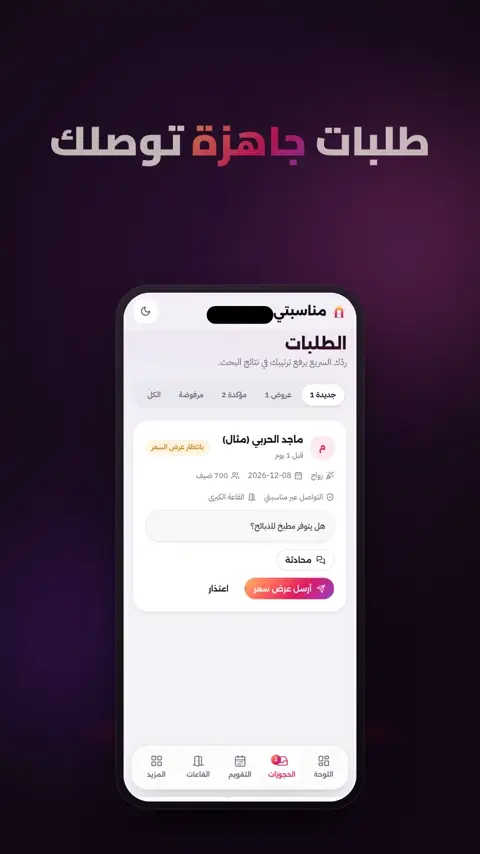 طلبات جاهزة توصلك
مناسبتي
الطلبات
ردّك السريع يرفع ترتيبك في نتائج البحث.
جديدة 1
عروض 1
مؤكدة 2
مرفوضة
الكل
م
ماجد الحربي (مثال)
بانتظار عرض السعر
قبل 1 يوم
زواج
2026-12-08
700 ضيف
التواصل عبر مناسبتي
القاعة الكبرى
هل يتوفر مطبخ للذبائح؟
محادثة
أرسل عرض سعر
اعتذار
1
اللوحة
الحجوزات
التقويم
القاعات
المزيد